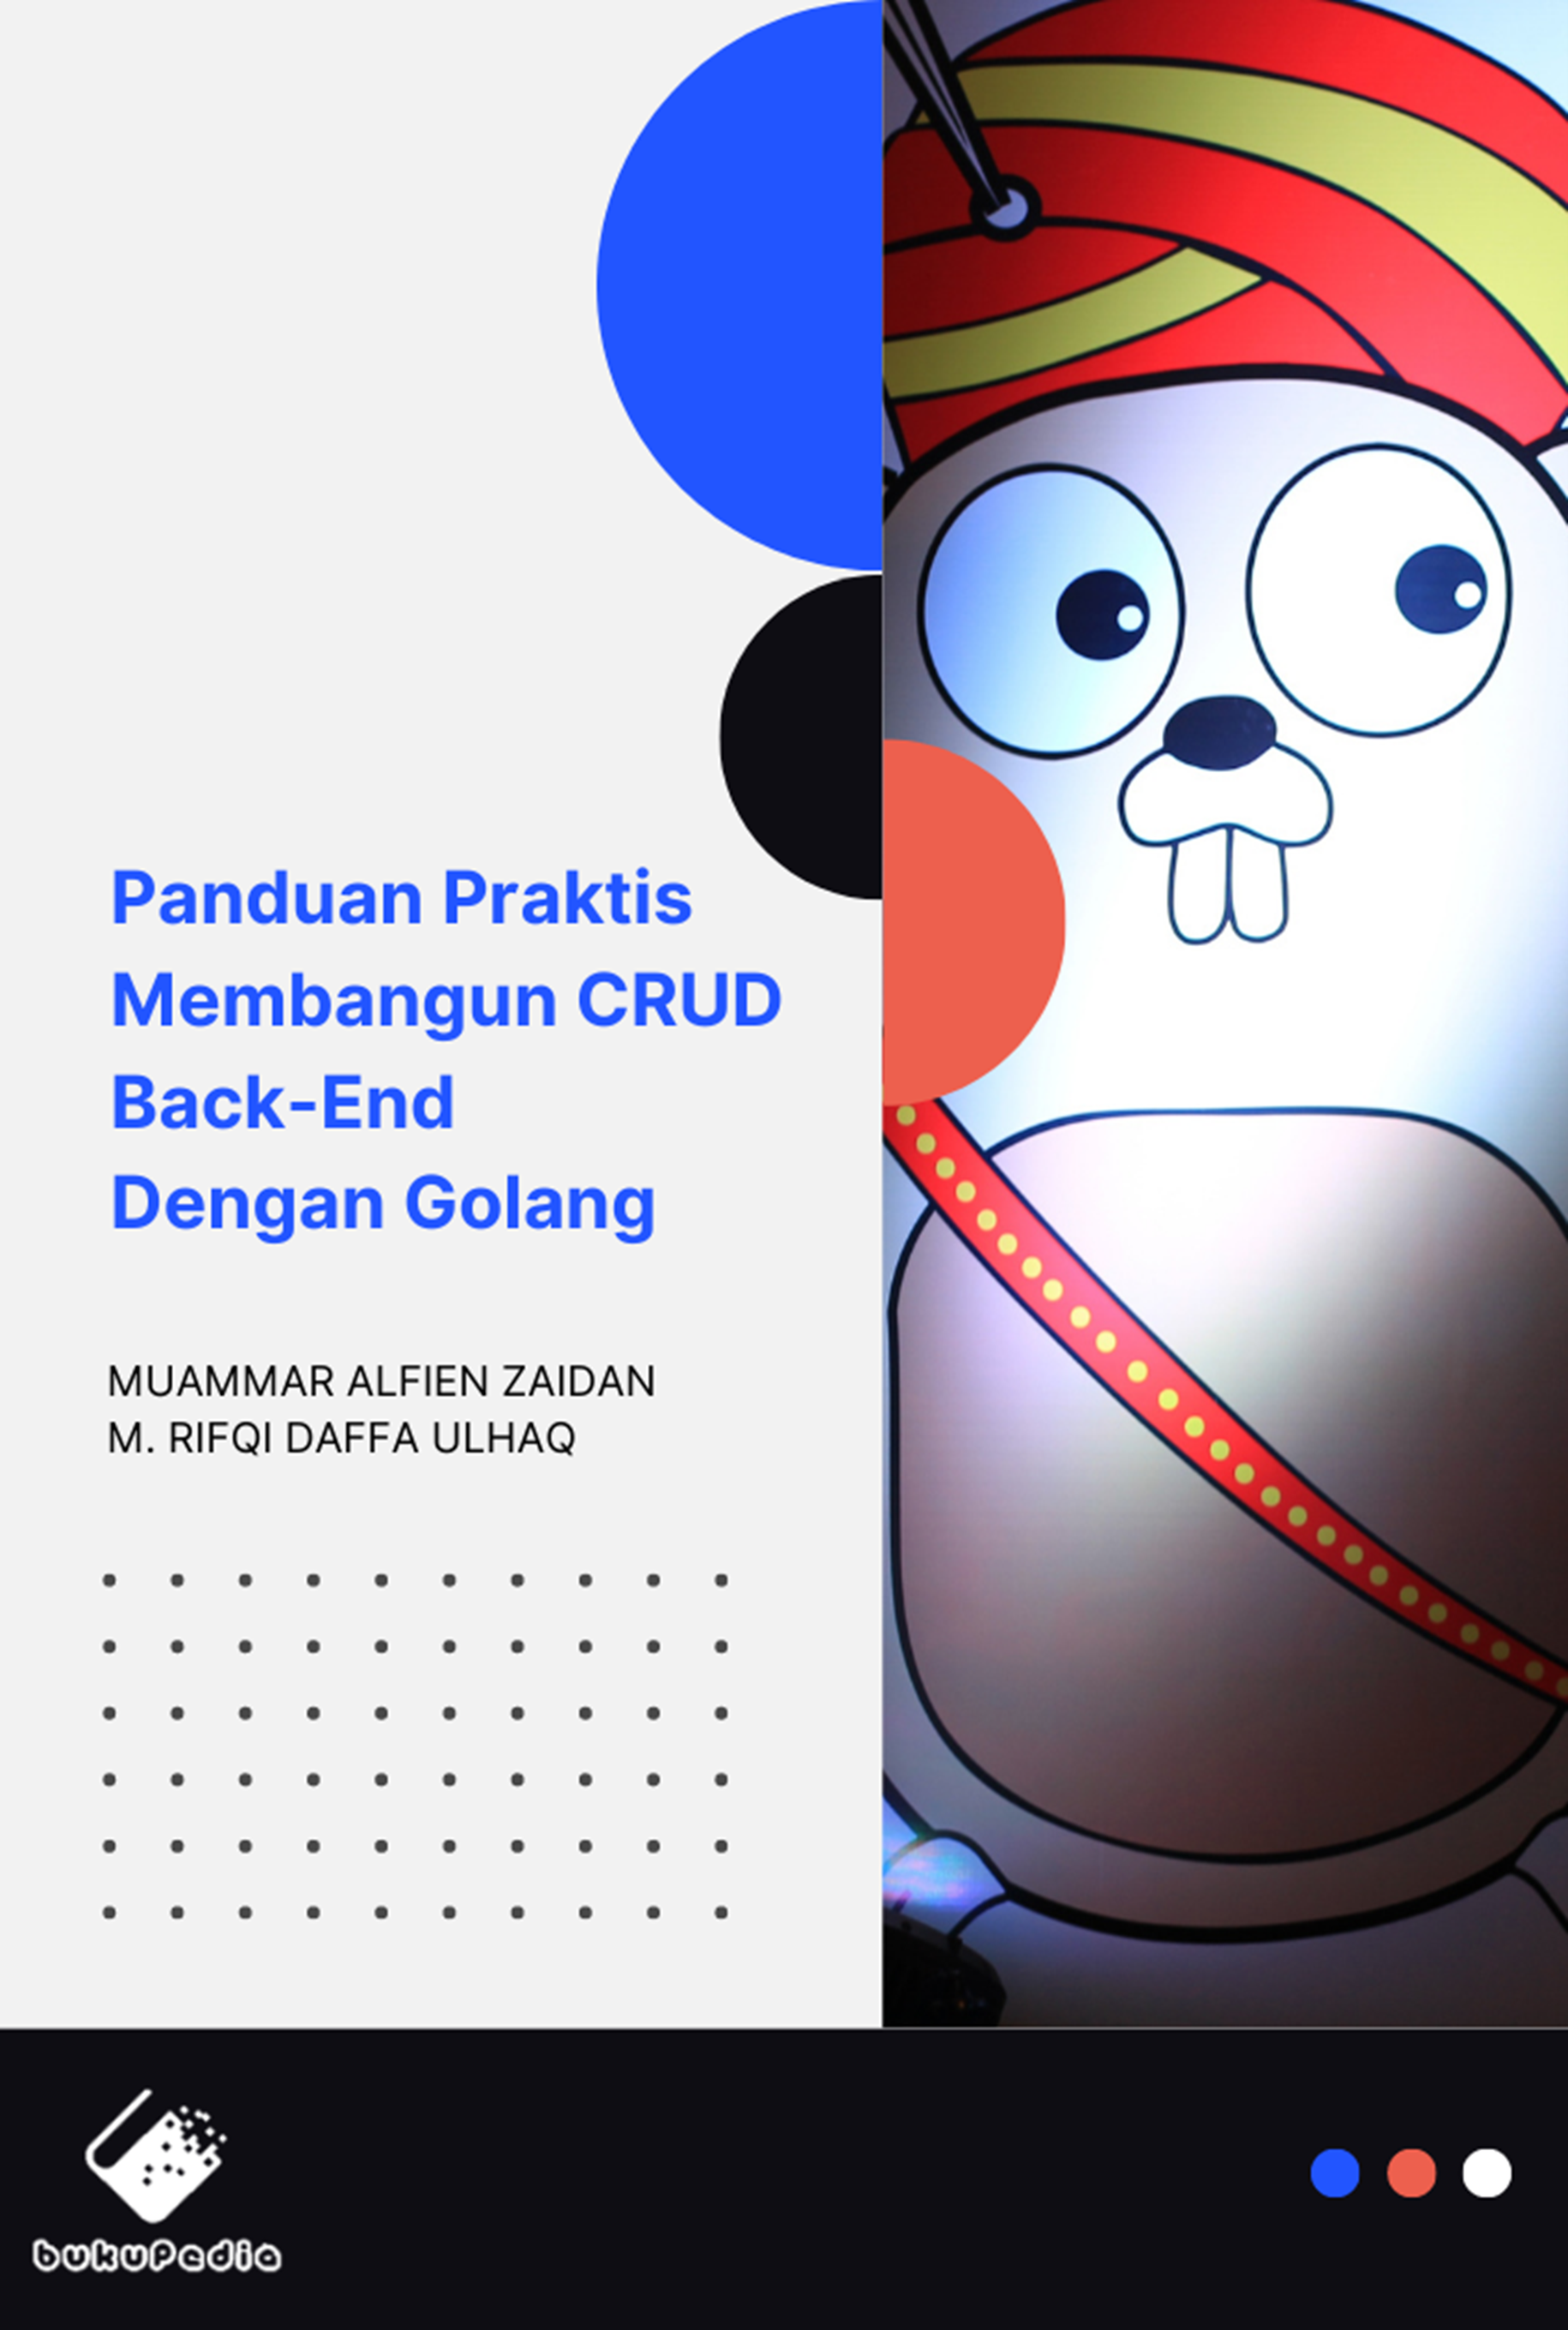 Panduan Praktis
Membangun CRUD
Back-End
Dengan Golang
MUAMMAR ALFIEN ZAIDAN
M. RIFQI DAFFA ULHAQ
bukuPedia